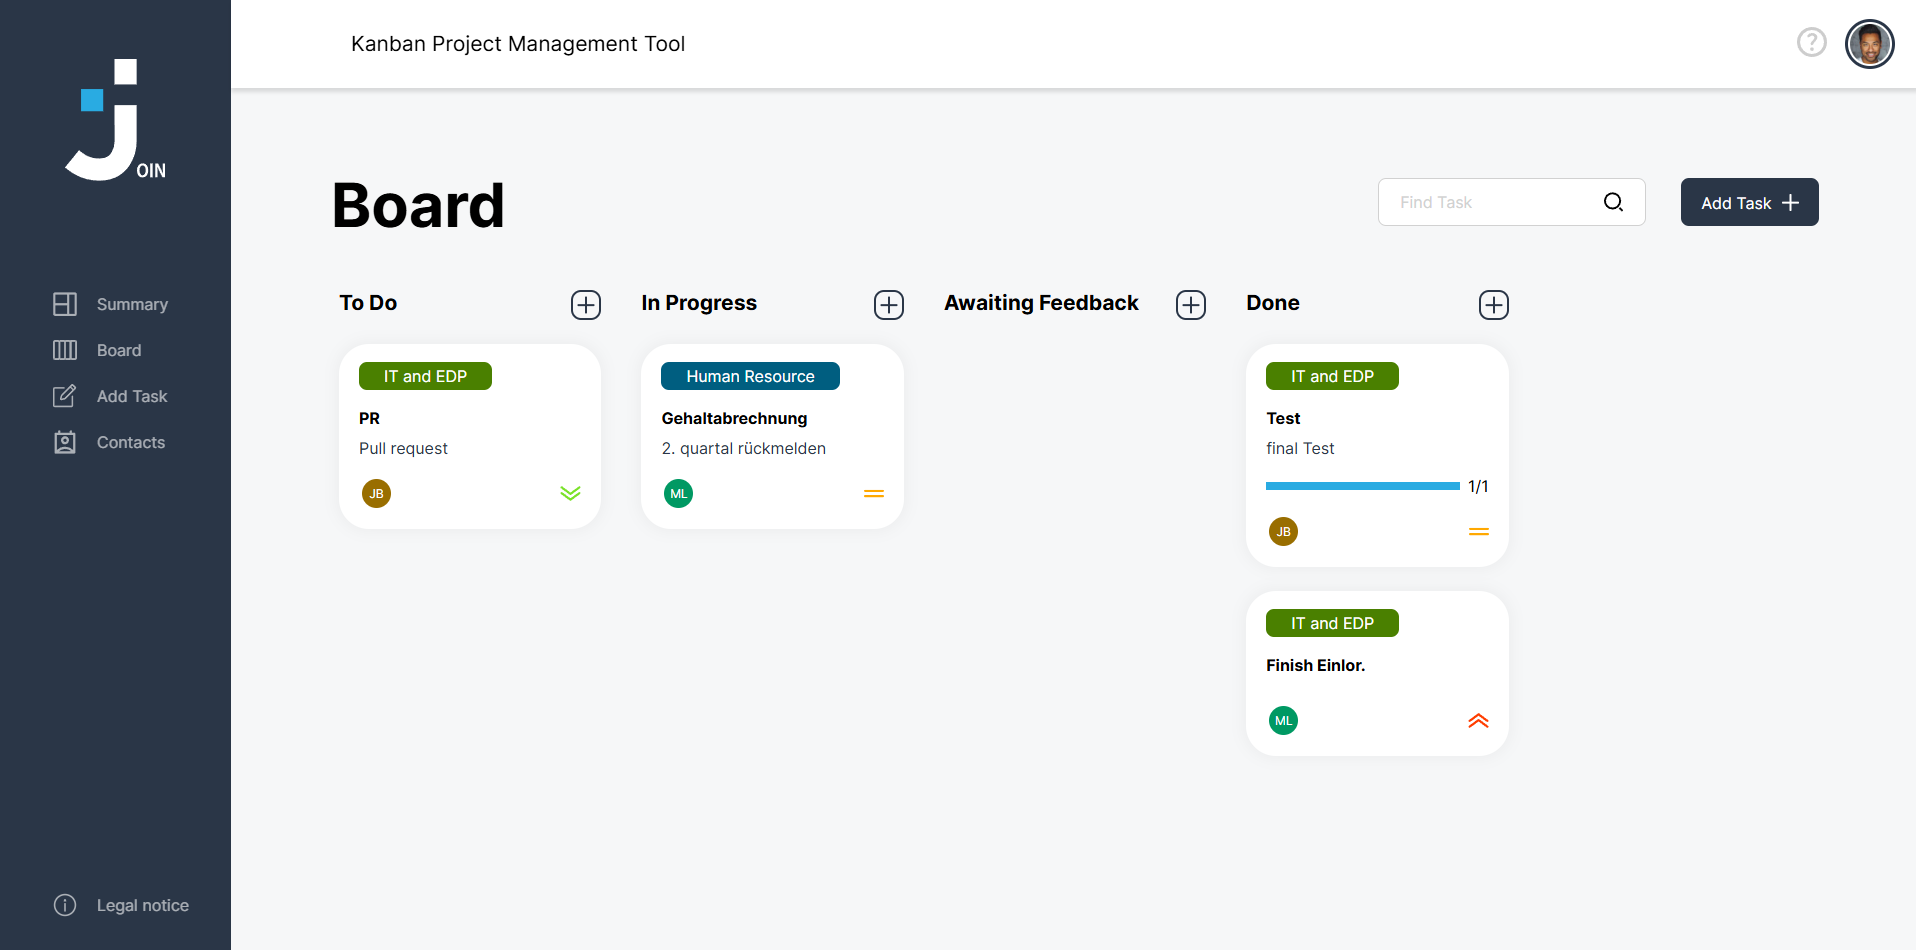 OIN
Summary
Board
Add Task
Contacts
Legal notice
Kanban Project Management Tool
?
Board
Find Task
Add Task
To Do
IT and EDP
PR
Pull request
JB
In Progress
Human Resource
Gehaltabrechnung
2. quartal rückmelden
ML
Awaiting Feedback
Done
IT and EDP
Test
final Test
1/1
JB
IT and EDP
Finish Einlor.
ML